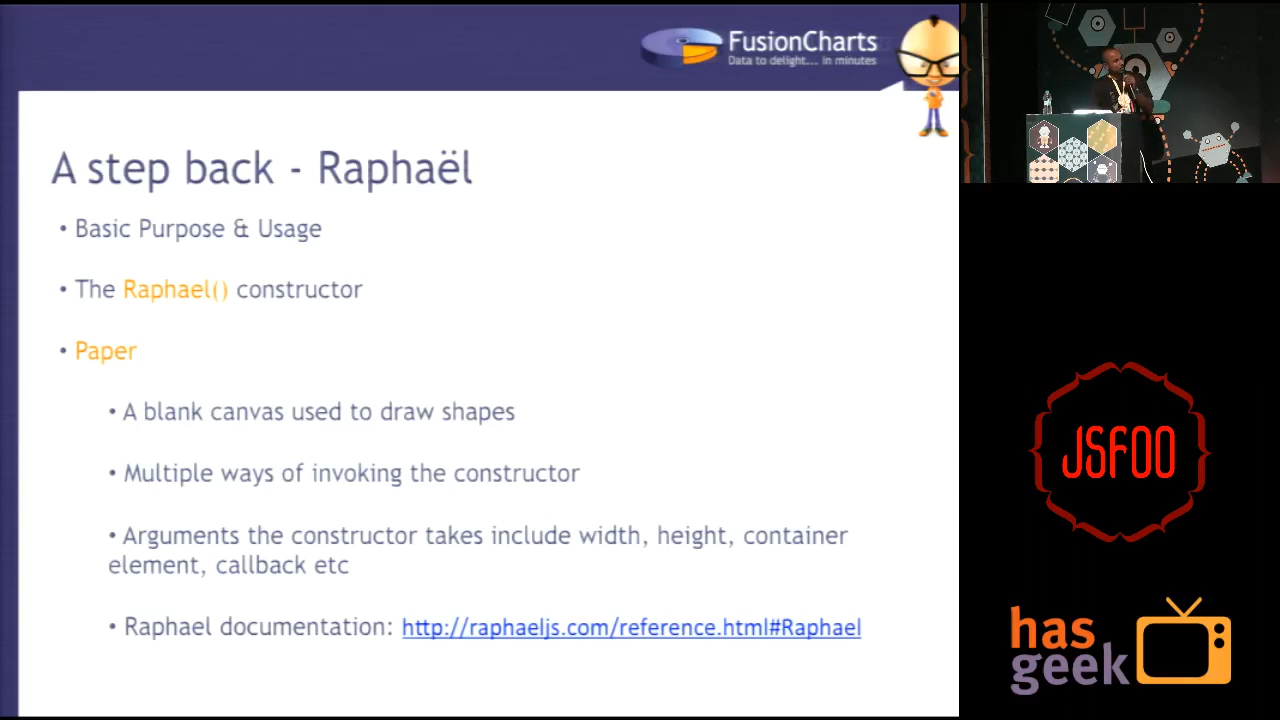 FusionCharts
Data to delight... in minutes
A step back - Raphaël
• Basic Purpose & Usage
• The Raphael() constructor
• Paper
• A blank canvas used to draw shapes
• Multiple ways of invoking the constructor
• Arguments the constructor takes include width, height, container
element, callback etc
• Raphael documentation: http://raphaeljs.com/reference.html#Raphael
JSFOO
has
geek